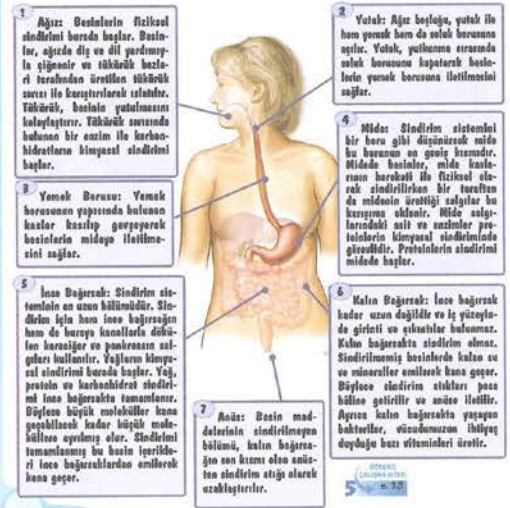 1
Ağız: Besinlerin fiziksel
sindirimi burada başlar. Besin-
ler, ağızda diş ve dil yardımıy-
la çiğnenir ve tükürük bezle-
ri tarafından üretilen tükürük
sıvısı ile karıştırılarak ıslatılır.
Tükürük, besinin yutulmasını
kolaylaştırır. Tükürük sıvısında
bulunan bir enzim ile karbon-
hidratların kimyasal sindirimi
başlar.
2
Yutak: Ağız boşluğu, yutak ile
hem yemek hem de soluk borusuna
açılır. Yutak, yutkunma sırasında
soluk borusunu kapatarak besin-
lerin yemek borusuna iletilmesini
sağlar.
3
Yemek Borusu: Yemek
borusunun yapısında bulunan
kaslar kasılıp gevşeyerek
besinlerin mideye iletilme-
sini sağlar.
4
Mide: Sindirim sistemini
bir boru gibi düşünürsek mide
bu borunun en geniş kısmıdır.
Midede besinler, mide kasla-
rının hareketi ile fiziksel ola-
rak sindirilirken bir taraftan
da midenin ürettiği salgılar bu
karışıma eklenir. Mide salgı-
larındaki asit ve enzimler pro-
teinlerin kimyasal sindiriminde
görevlidir. Proteinlerin sindirimi
midede başlar.
5
İnce Bağırsak: Sindirim sis-
teminin en uzun bölümüdür. Sin-
dirim için hem ince bağırsağın
hem de buraya kanallarla dökü-
len karaciğer ve pankreasın sal-
gıları kullanılır. Yağların kimya-
sal sindirimi burada başlar. Yağ,
protein ve karbonhidrat sindiri-
mi ince bağırsakta tamamlanır.
Böylece büyük moleküller kana
geçebilecek kadar küçük mole-
küllere ayrılmış olur. Sindirimi
tamamlanmış bu besin içerikle-
ri ince bağırsaklardan emilerek
kana geçer.
6
Kalın Bağırsak: İnce bağırsak
kadar uzun değildir ve iç yüzeyin-
de girinti ve çıkıntılar bulunmaz.
Kalın bağırsakta sindirim olmaz.
Sindirilmemiş besinlerde kalan su
ve mineraller emilerek kana geçer.
Böylece sindirim atıkları posa
hâline getirilir ve anüse iletilir.
Ayrıca kalın bağırsakta yaşayan
bakteriler, vücudumuzun ihtiyaç
duyduğu bazı vitaminleri üretir.
7
Anüs: Besin mad-
delerinin sindirilmeyen
bölümü, kalın bağırsa-
ğın son kısmı olan anüs-
ten sindirim atığı olarak
uzaklaştırılır.
ÖĞRENCİ
ÇALIŞMA KİTABI
5 s.